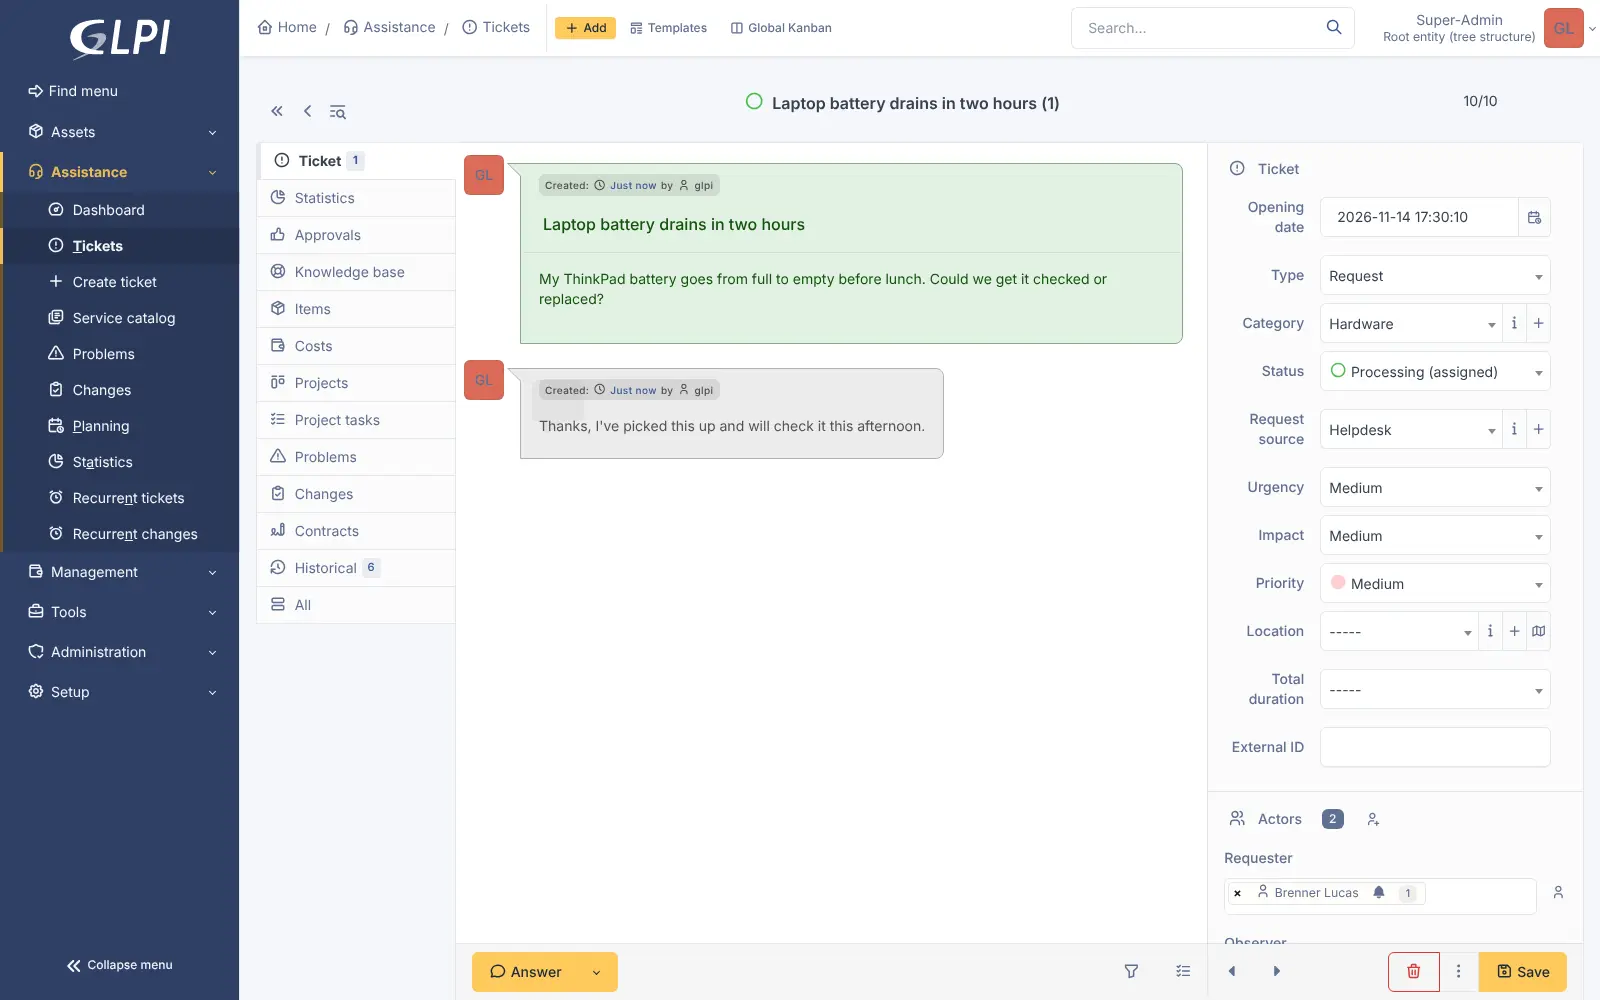 GLPI
Find menu
Assets
Assistance
Dashboard
Tickets
Create ticket
Service catalog
Problems
Changes
Planning
Statistics
Recurrent tickets
Recurrent changes
Management
Tools
Administration
Setup
Collapse menu
Home / Assistance / Tickets
Add
Templates
Global Kanban
Search...
Super-Admin
Root entity (tree structure)
GL
Laptop battery drains in two hours (1)
10/10
Ticket 1
Statistics
Approvals
Knowledge base
Items
Costs
Projects
Project tasks
Problems
Changes
Contracts
Historical 6
All
GL
Created: Just now by glpi
Laptop battery drains in two hours
My ThinkPad battery goes from full to empty before lunch. Could we get it checked or
replaced?
GL
Created: Just now by glpi
Thanks, I've picked this up and will check it this afternoon.
Answer
Ticket
Opening
date
2026-11-14 17:30:10
Type
Request
Category
Hardware
i +
Status
Processing (assigned)
Request
source
Helpdesk
i +
Urgency
Medium
Impact
Medium
Priority
Medium
Location
-----
i +
Total
duration
-----
External ID
Actors 2
Requester
× Brenner Lucas 1
Observer
Save